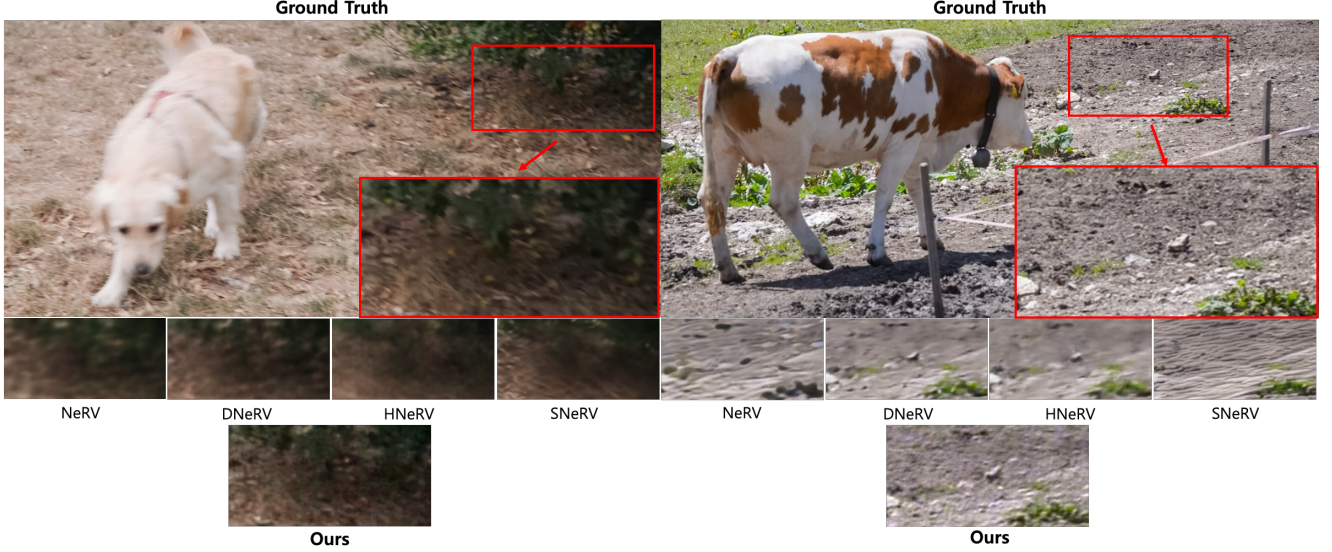 Ground Truth
Ground Truth
NeRV
DNeRV
HNeRV
SNeRV
NeRV
DNeRV
HNeRV
SNeRV
Ours
Ours